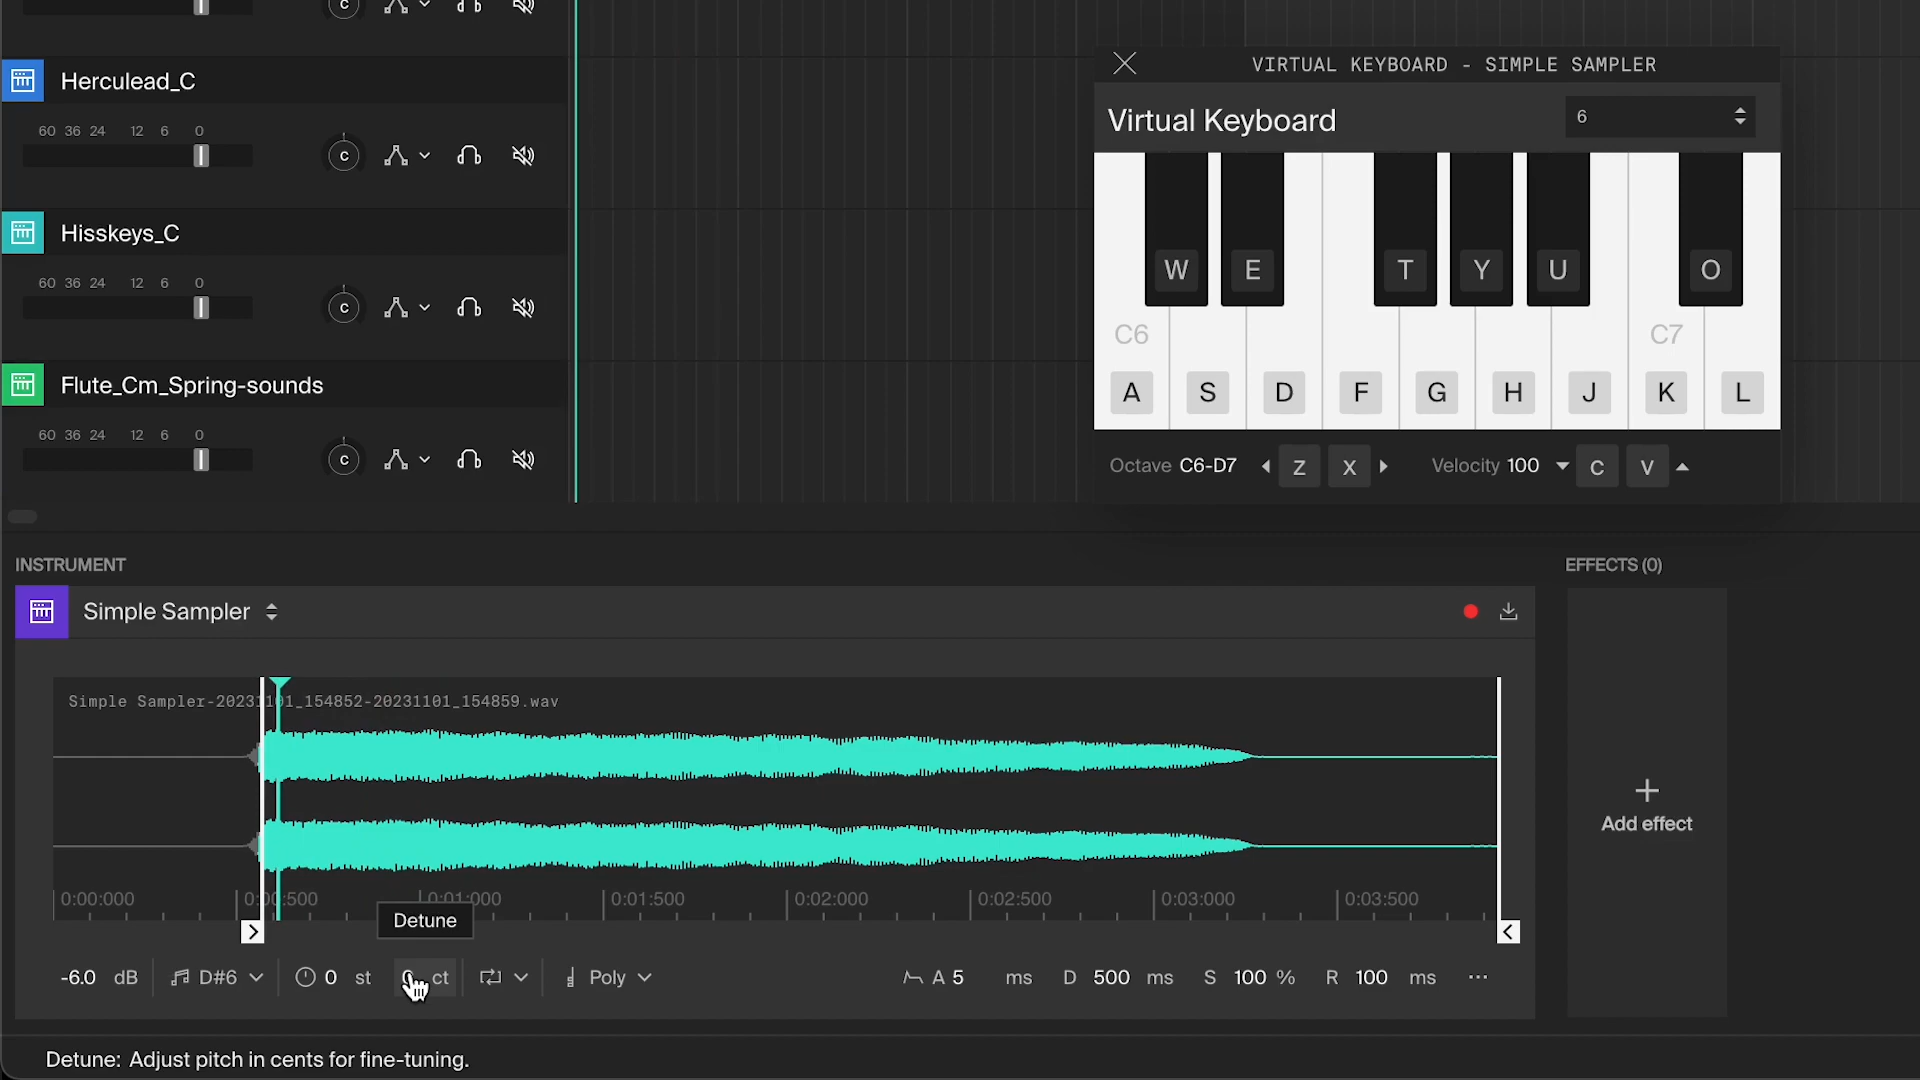 C
Herculead_C
60 36 24 12 6 0
C
Hisskeys_C
60 36 24 12 6 0
C
Flute_Cm_Spring-sounds
60 36 24 12 6 0
C
VIRTUAL KEYBOARD - SIMPLE SAMPLER
Virtual Keyboard
6
W E T Y U O
C6 C7
A S D F G H J K L
Octave C6-D7 Z X Velocity 100 C V
INSTRUMENT
EFFECTS (0)
Simple Sampler
Simple Sampler-20231101_154852-20231101_154859.wav
0:00:000 0:00:500 0:01:000 0:01:500 0:02:000 0:02:500 0:03:000 0:03:500
Detune
Add effect
-6.0 dB D#6 0 st 0 ct Poly A 5 ms D 500 ms S 100 % R 100 ms
Detune: Adjust pitch in cents for fine-tuning.